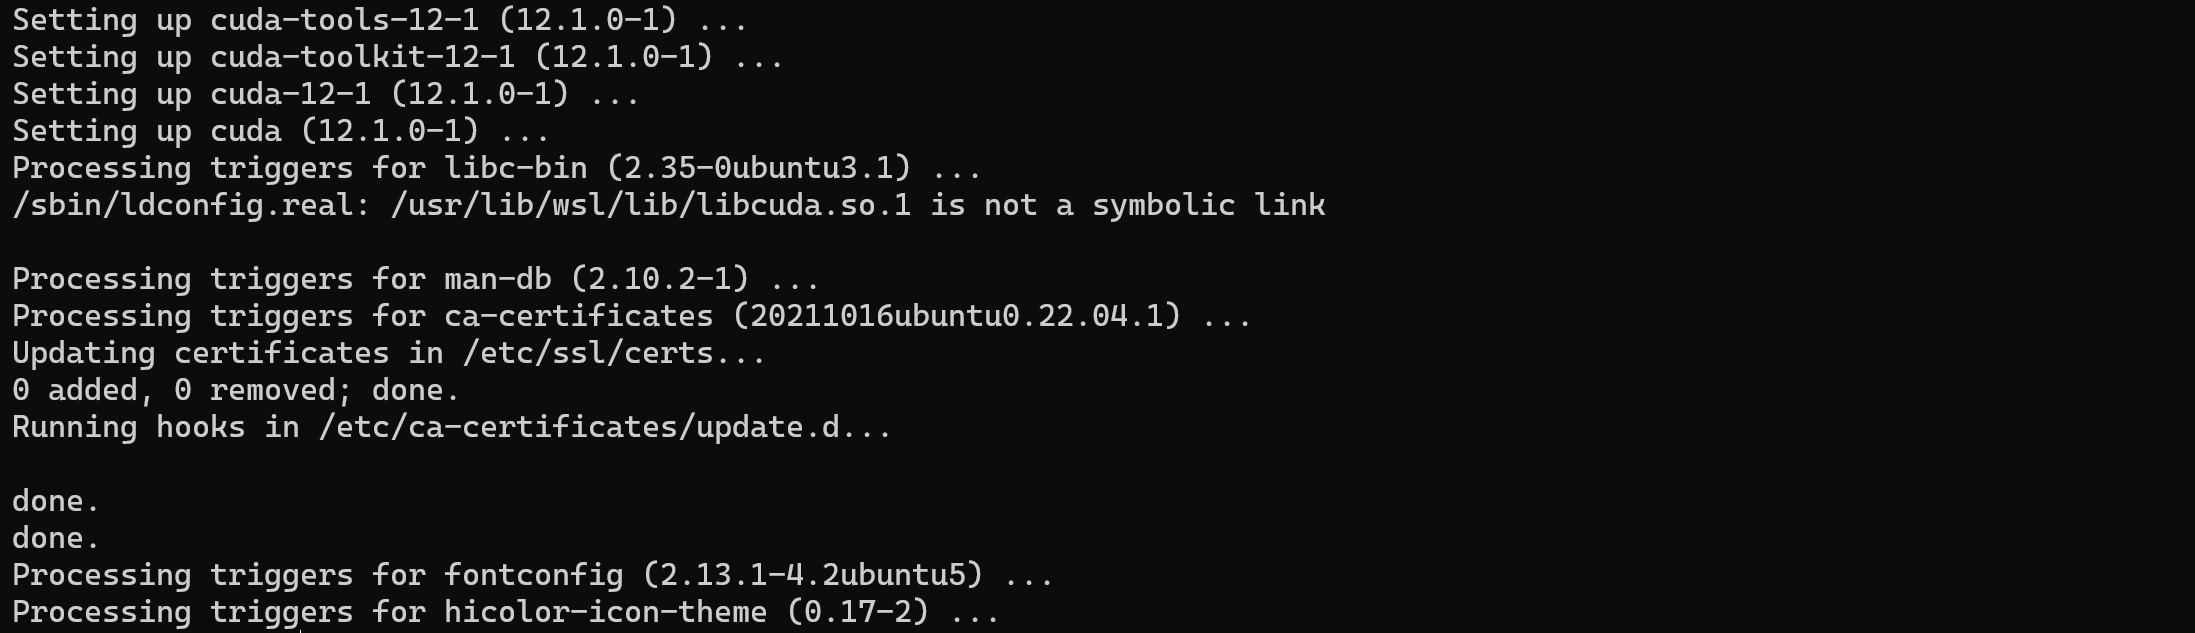 Setting up cuda-tools-12-1 (12.1.0-1) ...
Setting up cuda-toolkit-12-1 (12.1.0-1) ...
Setting up cuda-12-1 (12.1.0-1) ...
Setting up cuda (12.1.0-1) ...
Processing triggers for libc-bin (2.35-0ubuntu3.1) ...
/sbin/ldconfig.real: /usr/lib/wsl/lib/libcuda.so.1 is not a symbolic link

Processing triggers for man-db (2.10.2-1) ...
Processing triggers for ca-certificates (20211016ubuntu0.22.04.1) ...
Updating certificates in /etc/ssl/certs...
0 added, 0 removed; done.
Running hooks in /etc/ca-certificates/update.d...

done.
done.
Processing triggers for fontconfig (2.13.1-4.2ubuntu5) ...
Processing triggers for hicolor-icon-theme (0.17-2) ...